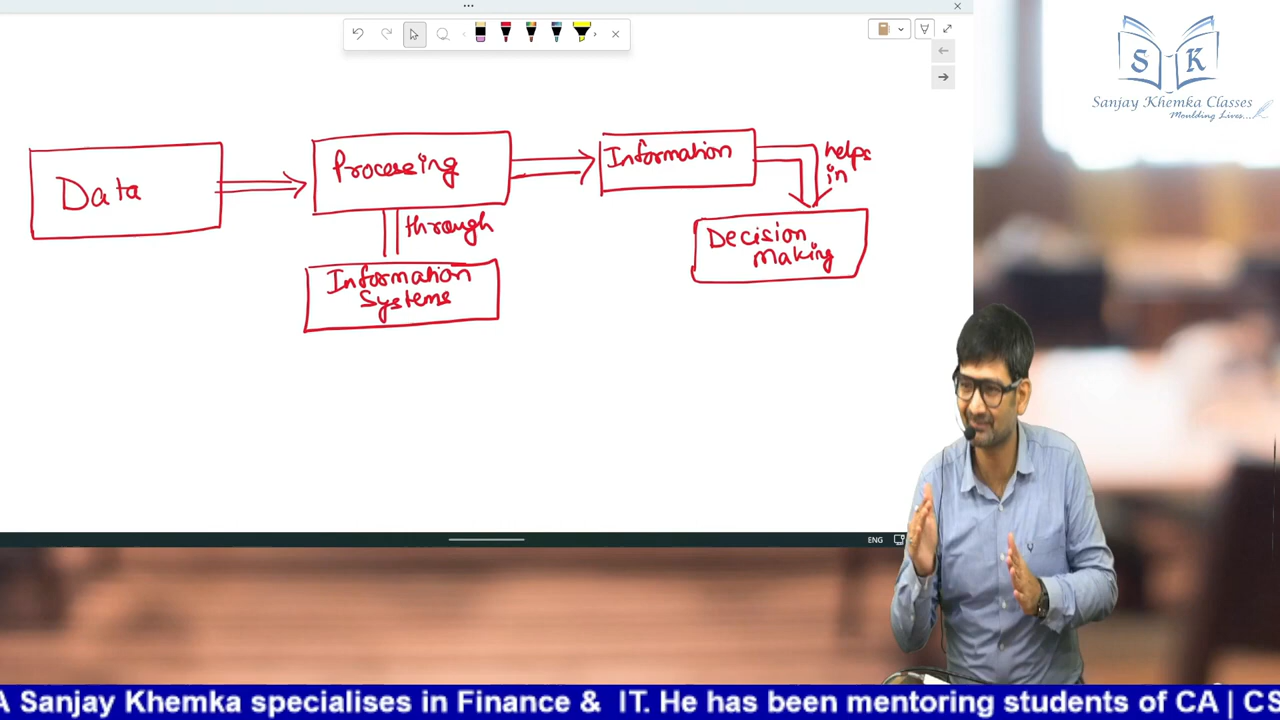 S K
Sanjay Khemka Classes
Moulding Lives...
Data
Processing
Information
helps
in
through
Decision
Making
Information
Systems
ENG
A Sanjay Khemka specialises in Finance & IT. He has been mentoring students of CA | CS